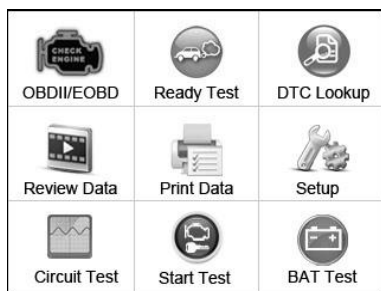 CHECK
ENGINE
OBDII/EOBD
Ready Test
DTC Lookup
Review Data
Print Data
Setup
Circuit Test
Start Test
BAT Test